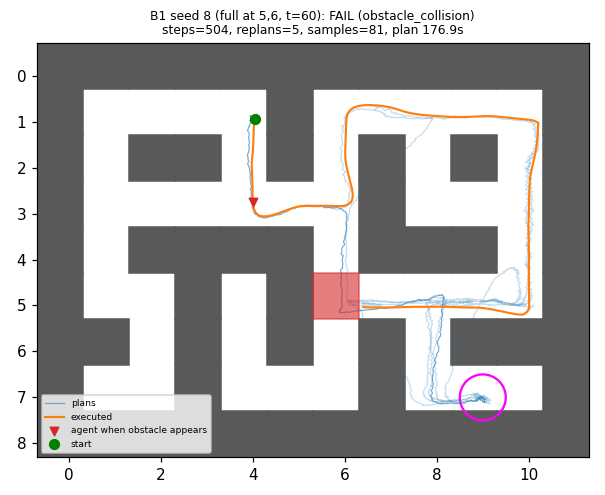 B1 seed 8 (full at 5,6, t=60): FAIL (obstacle_collision)
steps=504, replans=5, samples=81, plan 176.9s
0
1
2
3
4
5
6
7
8
plans
executed
agent when obstacle appears
start
0 2 4 6 8 10